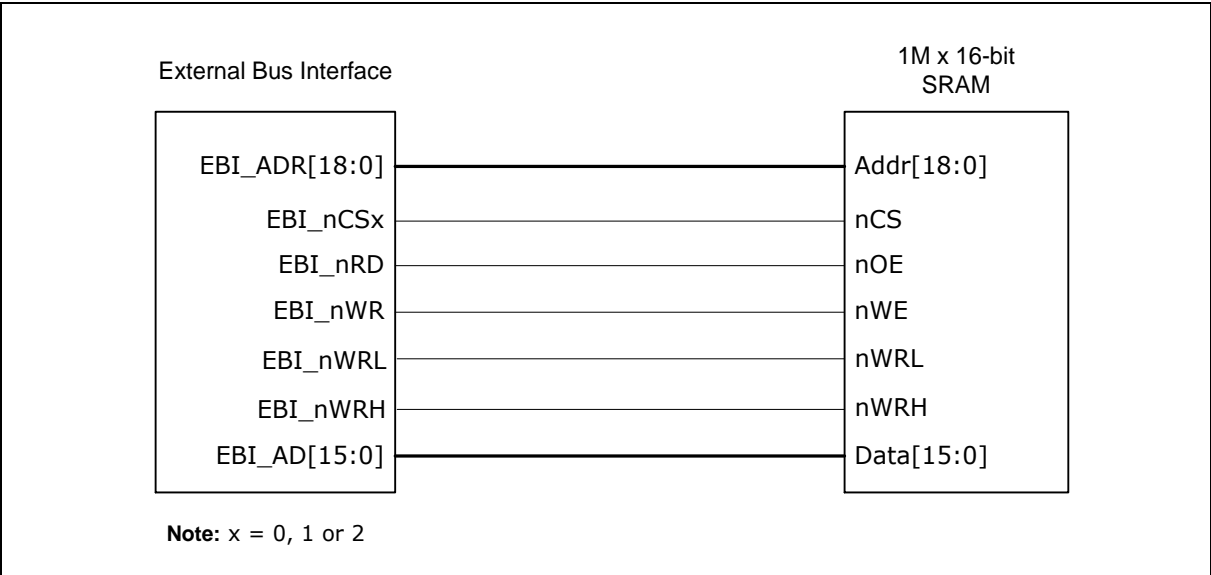 External Bus Interface
1M x 16-bit
SRAM
EBI_ADR[18:0]
Addr[18:0]
EBI_nCSx
nCS
EBI_nRD
nOE
EBI_nWR
nWE
EBI_nWRL
nWRL
EBI_nWRH
nWRH
EBI_AD[15:0]
Data[15:0]
Note: x = 0, 1 or 2